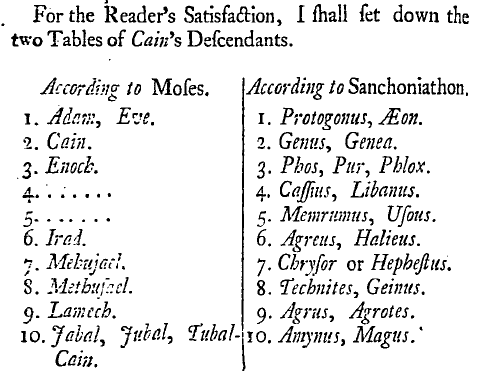 For the Reader's Satisfaction, I ſhall ſet down the
two Tables of Cain's Deſcendants.
According to Moſes.
1. Adam, Eve.
2. Cain.
3. Enoch.
4. . . . . . .
5. . . . . . .
6. Irad.
7. Mehujael.
8. Methuſael.
9. Lamech.
10. Jabal, Jubal, Tubal-
Cain.
According to Sanchoniathon.
1. Protogonus, Æon.
2. Genus, Genea.
3. Phos, Pur, Phlox.
4. Caſſius, Libanus.
5. Memrumus, Uſous.
6. Agreus, Halieus.
7. Chryſor or Hepheſtus.
8. Technites, Geinus.
9. Agrus, Agrotes.
10. Amynus, Magus.